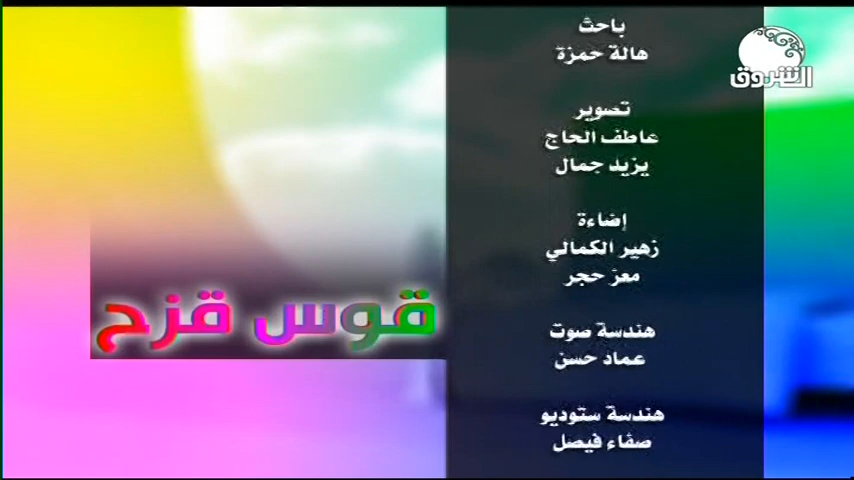 الشروق
باحث
هالة حمزة
تصوير
عاطف الحاج
يزيد جمال
إضاءة
زهير الكمالي
معز حجر
هندسة صوت
عماد حسن
هندسة ستوديو
صفاء فيصل
قوس قزح